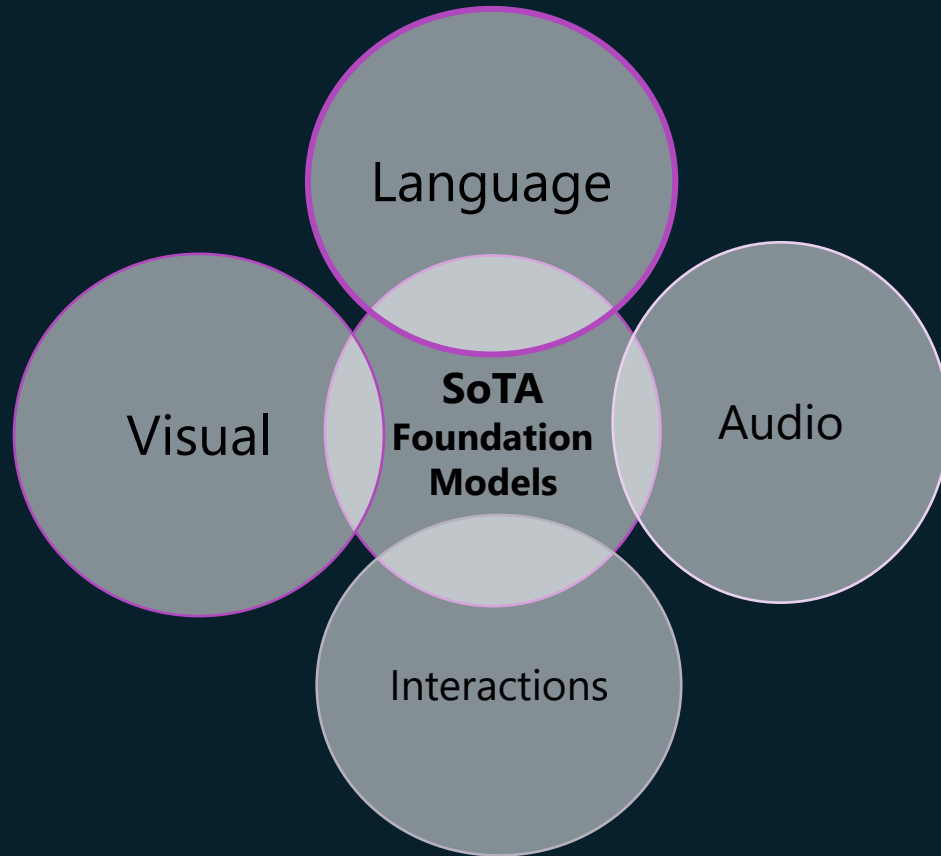 Language
SoTA
Foundation
Models
Visual
Audio
Interactions